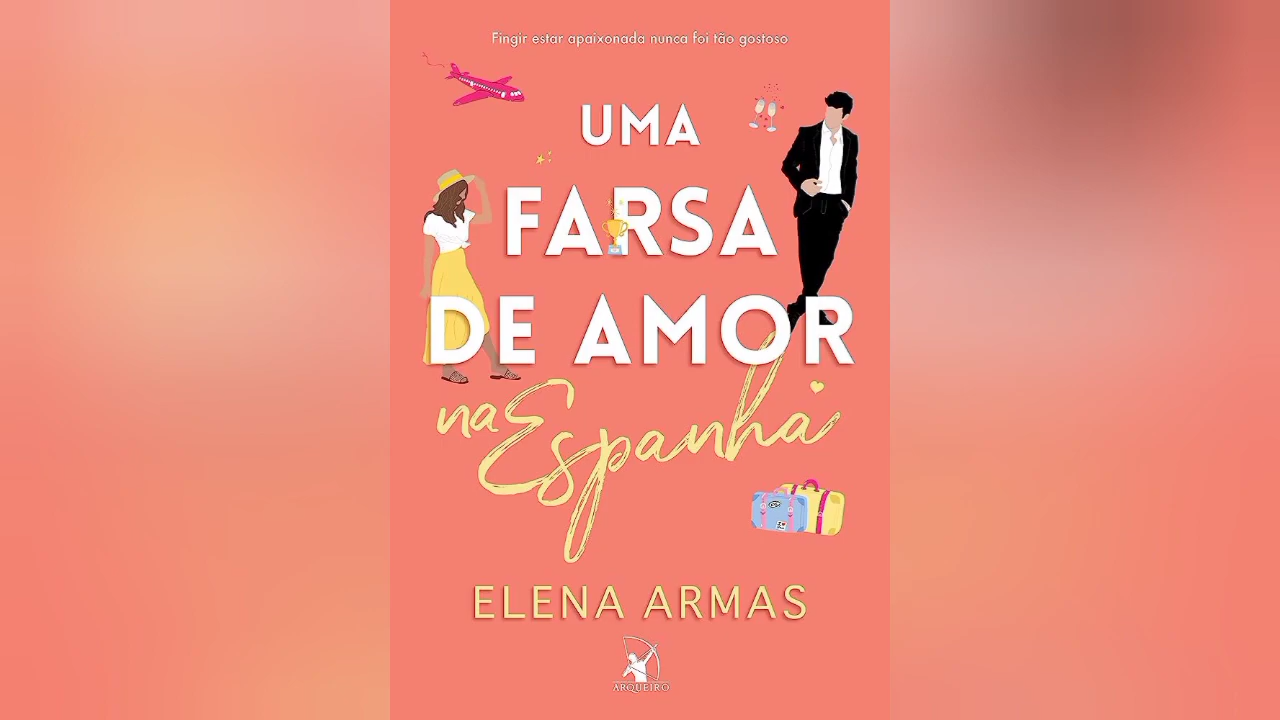 Fingir estar apaixonada nunca foi tão gostoso
UMA
FARSA
DE AMOR
na Espanha
ELENA ARMAS
ARQUEIRO